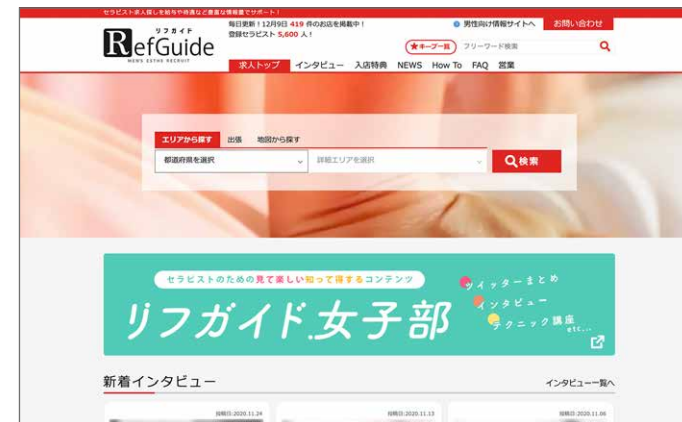 セラピスト求人探しを給与や待遇など豊富な情報量でサポート!
リフガイド
RefGuide
MENS ESTHE RECRUIT
毎日更新！12月9日 419 件のお店を掲載中！
登録セラピスト 5,600 人！
男性向け情報サイトへ
お問い合わせ
★キープ一覧
フリーワード検索
求人トップ インタビュー 入店特典 NEWS How To FAQ 営業
エリアから探す 出張 地図から探す
都道府県を選択
詳細エリアを選択
検索
セラピストのための見て楽しい知って得するコンテンツ
リフガイド.女子部
ツイッターまとめ
インタビュー
テクニック講座
etc...
新着インタビュー
インタビュー一覧へ
投稿日:2020.11.24
投稿日:2020.11.13
投稿日:2020.11.06